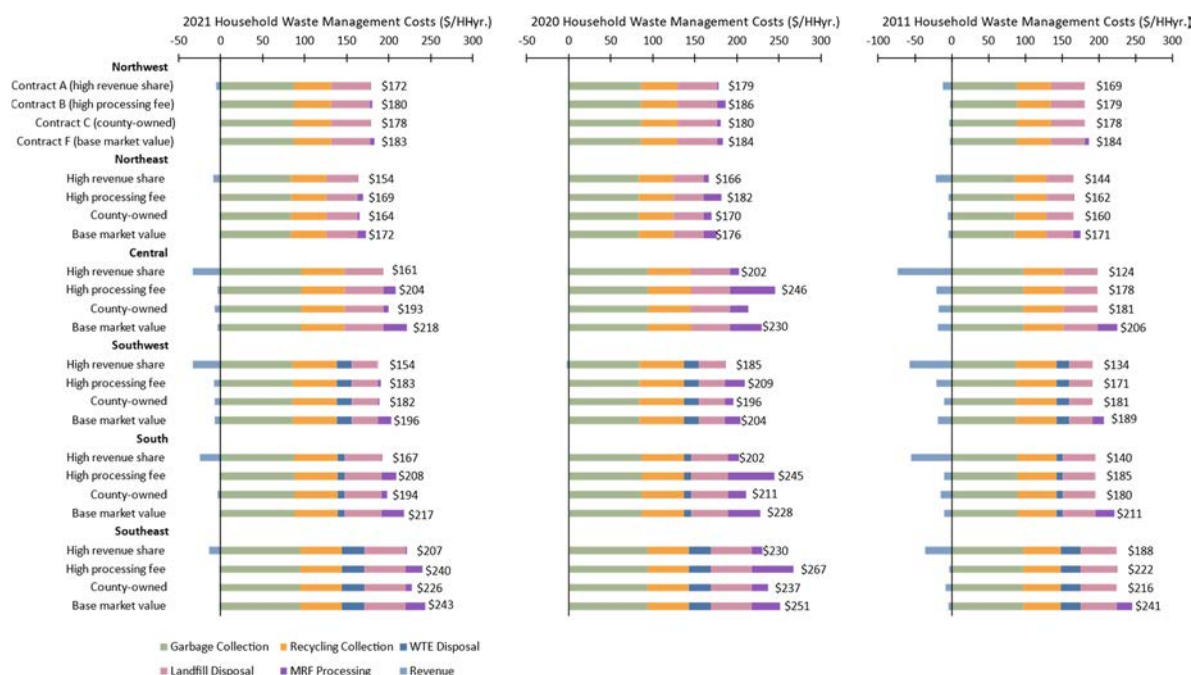 2021 Household Waste Management Costs ($/HHyr.)
2020 Household Waste Management Costs ($/HHyr.)
2011 Household Waste Management Costs ($/HHyr.)
-50 0 50 100 150 200 250 300
-50 0 50 100 150 200 250 300
-100 -50 0 50 100 150 200 250 300
Northwest
Contract A (high revenue share) $172 $179 $169
Contract B (high processing fee) $180 $186 $179
Contract C (county-owned) $178 $180 $178
Contract F (base market value) $183 $184 $184
Northeast
High revenue share $154 $166 $144
High processing fee $169 $182 $162
County-owned $164 $170 $160
Base market value $172 $176 $171
Central
High revenue share $161 $202 $124
High processing fee $204 $246 $178
County-owned $193 $181
Base market value $218 $230 $206
Southwest
High revenue share $154 $185 $134
High processing fee $183 $209 $171
County-owned $182 $196 $181
Base market value $196 $204 $189
South
High revenue share $167 $202 $140
High processing fee $208 $245 $185
County-owned $194 $211 $180
Base market value $217 $228 $211
Southeast
High revenue share $207 $230 $188
High processing fee $240 $267 $222
County-owned $226 $237 $216
Base market value $243 $251 $241
Garbage Collection Recycling Collection WTE Disposal
Landfill Disposal MRF Processing Revenue